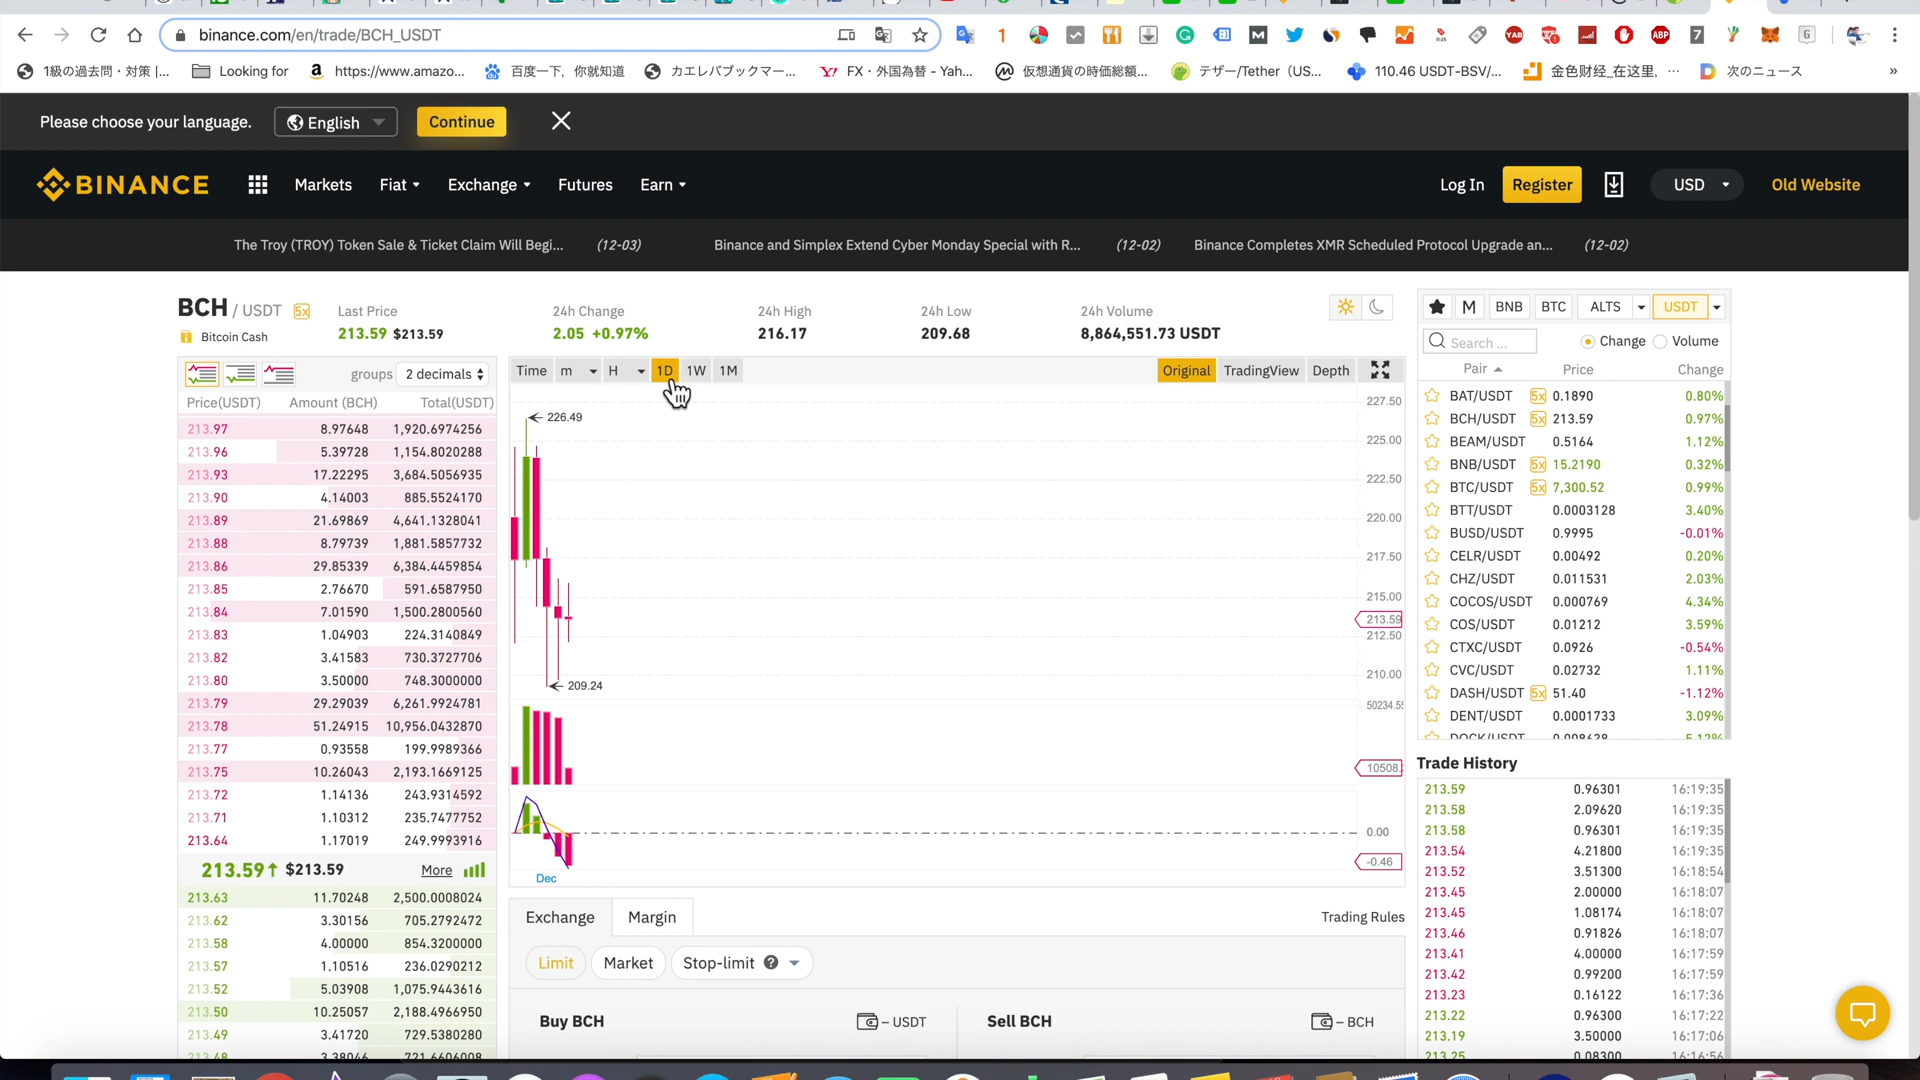 binance.com/en/trade/BCH_USDT
1級の過去問・対策 |...
Looking for
https://www.amazo...
百度一下，你就知道
カエレバブックマー...
FX・外国為替 - Yah...
仮想通貨の時価総額...
テザー/Tether（US...
110.46 USDT-BSV/...
金色财经_在这里, ...
次のニュース
»
Please choose your language.
English
Continue
BINANCE
Markets
Fiat
Exchange
Futures
Earn
Log In
Register
USD
Old Website
The Troy (TROY) Token Sale & Ticket Claim Will Begi... (12-03)
Binance and Simplex Extend Cyber Monday Special with R... (12-02)
Binance Completes XMR Scheduled Protocol Upgrade an... (12-02)
BCH / USDT 5x
Bitcoin Cash
Last Price
213.59 $213.59
24h Change
2.05 +0.97%
24h High
216.17
24h Low
209.68
24h Volume
8,864,551.73 USDT
groups 2 decimals
Price(USDT) Amount (BCH) Total(USDT)
213.97 8.97648 1,920.6974256
213.96 5.39728 1,154.8020288
213.93 17.22295 3,684.5056935
213.90 4.14003 885.5524170
213.89 21.69869 4,641.1328041
213.88 8.79739 1,881.5857732
213.86 29.85339 6,384.4459854
213.85 2.76670 591.6587950
213.84 7.01590 1,500.2800560
213.83 1.04903 224.3140849
213.82 3.41583 730.3727706
213.80 3.50000 748.3000000
213.79 29.29039 6,261.9924781
213.78 51.24915 10,956.0432870
213.77 0.93558 199.9989366
213.75 10.26043 2,193.1669125
213.72 1.14136 243.9314592
213.71 1.10312 235.7477752
213.64 1.17019 249.9993916
213.59↑ $213.59 More
213.63 11.70248 2,500.0008024
213.62 3.30156 705.2792472
213.58 4.00000 854.3200000
213.57 1.10516 236.0290212
213.52 5.03908 1,075.9443616
213.50 10.25057 2,188.4966950
213.49 3.41720 729.5380280
213.48 3.38046 721.6606008
Time m H 1D 1W 1M
Original TradingView Depth
226.49
209.24
227.50
225.00
222.50
220.00
217.50
215.00
213.59
212.50
210.00
50234.55
10508.
0.00
-0.46
Dec
Exchange
Margin
Trading Rules
Limit
Market
Stop-limit
Buy BCH
– USDT
Sell BCH
– BCH
M BNB BTC ALTS USDT
Search ...
Change
Volume
Pair Price Change
BAT/USDT 5x 0.1890 0.80%
BCH/USDT 5x 213.59 0.97%
BEAM/USDT 0.5164 1.12%
BNB/USDT 5x 15.2190 0.32%
BTC/USDT 5x 7,300.52 0.99%
BTT/USDT 0.0003128 3.40%
BUSD/USDT 0.9995 -0.01%
CELR/USDT 0.00492 0.20%
CHZ/USDT 0.011531 2.03%
COCOS/USDT 0.000769 4.34%
COS/USDT 0.01212 3.59%
CTXC/USDT 0.0926 -0.54%
CVC/USDT 0.02732 1.11%
DASH/USDT 5x 51.40 -1.12%
DENT/USDT 0.0001733 3.09%
DOCK/USDT 0.008638 5.12%
Trade History
213.59 0.96301 16:19:35
213.58 2.09620 16:19:35
213.58 0.96301 16:19:35
213.54 4.21800 16:19:35
213.52 3.51300 16:18:54
213.45 2.00000 16:18:07
213.45 1.08174 16:18:07
213.46 0.91826 16:18:07
213.41 4.00000 16:17:59
213.42 0.99200 16:17:59
213.23 0.16122 16:17:36
213.22 0.96300 16:17:22
213.19 3.50000 16:17:06
213.25 0.08300 16:16:56